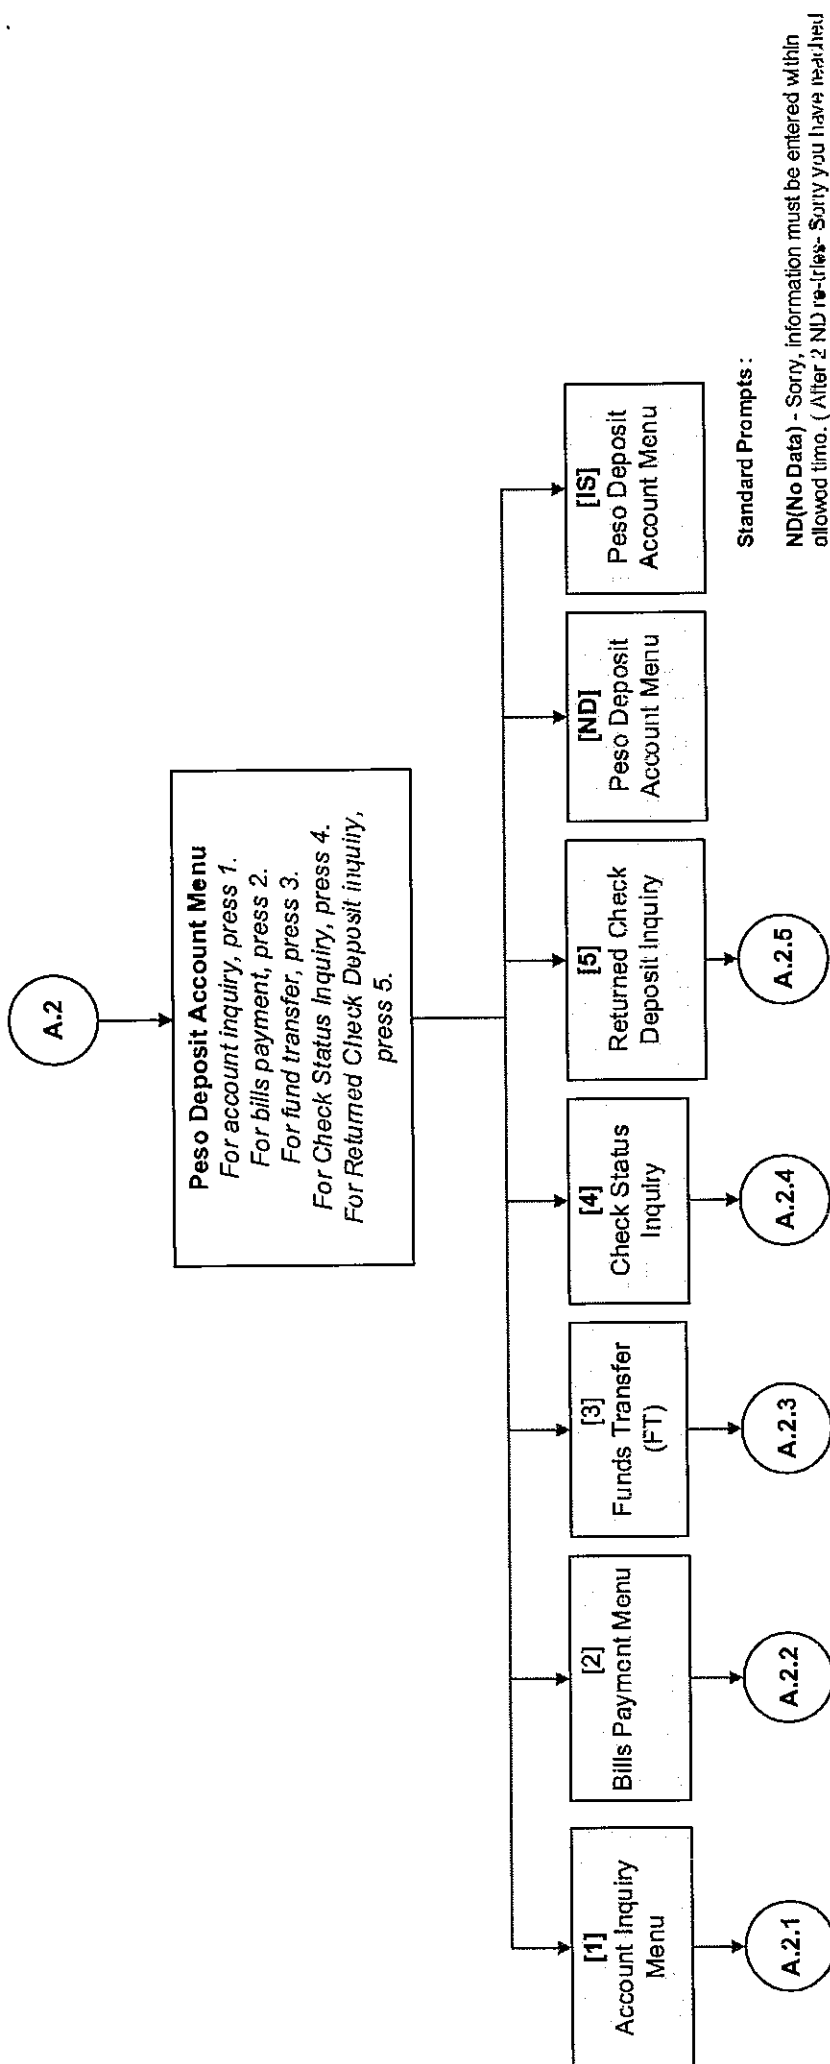 A.2
Peso Deposit Account Menu
For account inquiry, press 1.
For bills payment, press 2.
For fund transfer, press 3.
For Check Status Inquiry, press 4.
For Returned Check Deposit inquiry,
press 5.
[1]
Account Inquiry
Menu
A.2.1
[2]
Bills Payment Menu
A.2.2
[3]
Funds Transfer
(FT)
A.2.3
[4]
Check Status
Inquiry
A.2.4
[5]
Returned Check
Deposit Inquiry
A.2.5
[ND]
Peso Deposit
Account Menu
[IS]
Peso Deposit
Account Menu
Standard Prompts :
ND(No Data) - Sorry, information must be entered within
allowed time. ( After 2 ND re-tries- Sorry you have reached